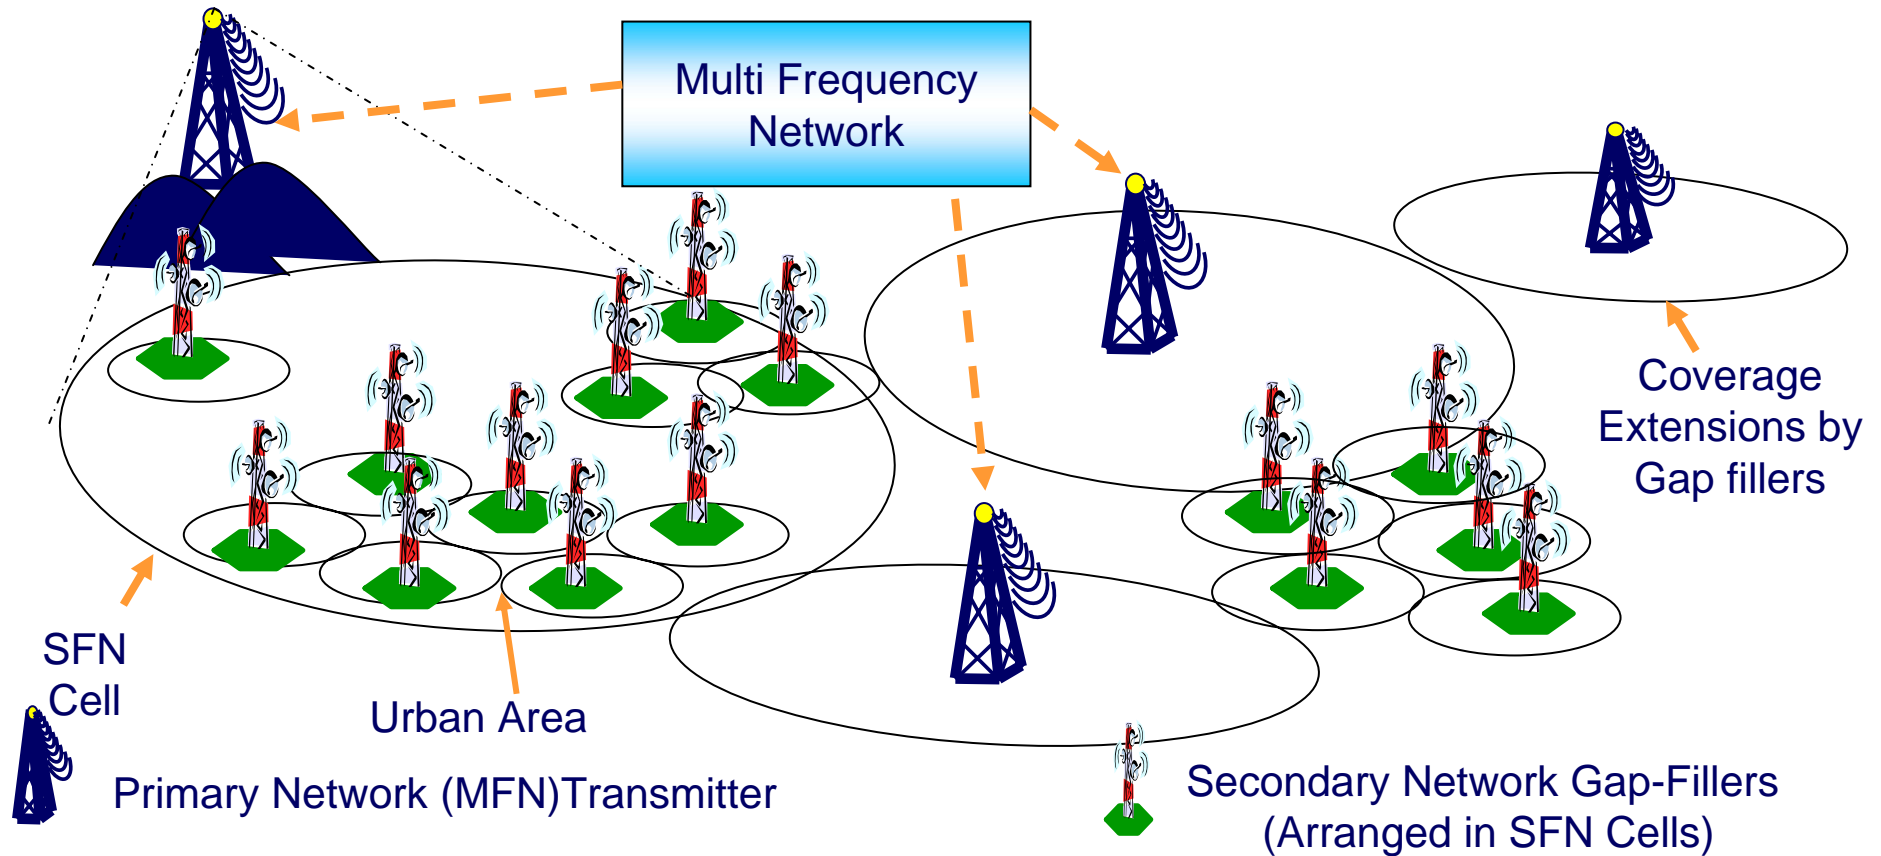 Multi Frequency
Network
Coverage
Extensions by
Gap fillers
SFN
Cell
Urban Area
Primary Network (MFN)Transmitter
Secondary Network Gap-Fillers
(Arranged in SFN Cells)